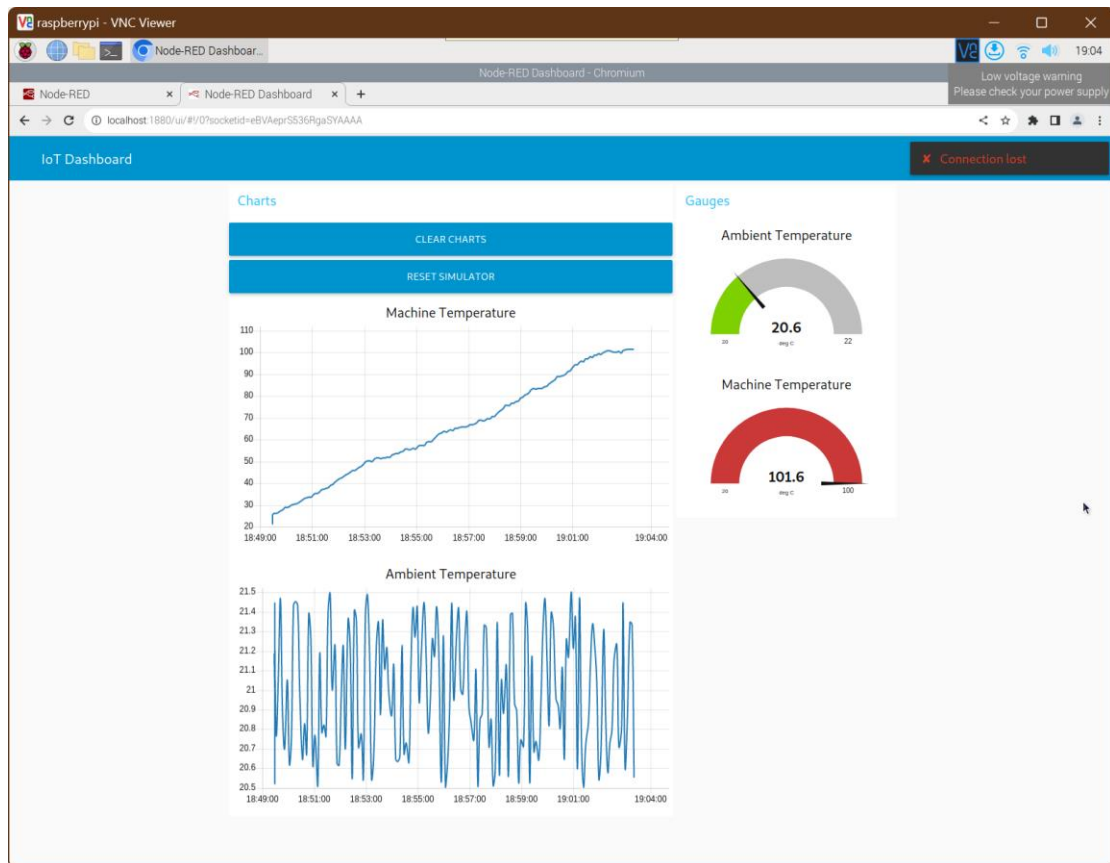 raspberrypi - VNC Viewer
Node-RED Dashboar...
19:04
Node-RED Dashboard - Chromium
Low voltage warning
Please check your power supply
Node-RED
Node-RED Dashboard
localhost:1880/ui/#!/0?socketid=eBVAeprS536RgaSYAAAA
IoT Dashboard
✘ Connection lost
Charts
CLEAR CHARTS
RESET SIMULATOR
Machine Temperature
110
100
90
80
70
60
50
40
30
20
18:49:00 18:51:00 18:53:00 18:55:00 18:57:00 18:59:00 19:01:00 19:04:00
Ambient Temperature
21.5
21.4
21.3
21.2
21.1
21
20.9
20.8
20.7
20.6
20.5
18:49:00 18:51:00 18:53:00 18:55:00 18:57:00 18:59:00 19:01:00 19:04:00
Gauges
Ambient Temperature
20.6
deg C
22
Machine Temperature
101.6
deg C
100